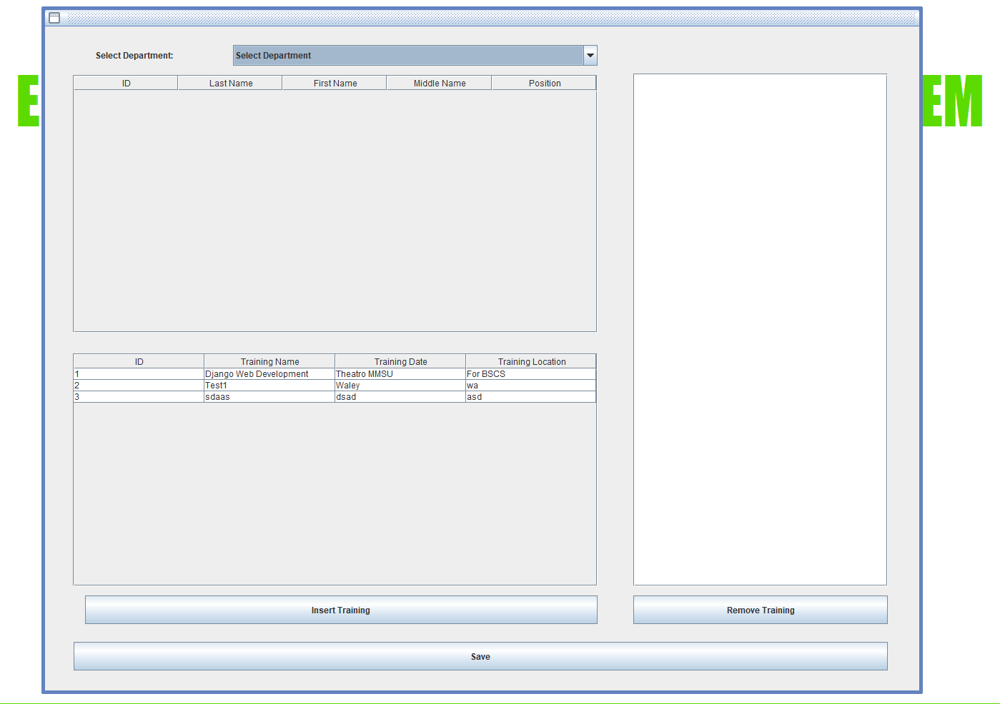 Select Department: Select Department
E EM
ID Last Name First Name Middle Name Position
ID Training Name Training Date Training Location
1 Django Web Development Theatro MMSU For BSCS
2 Test1 Waley wa
3 sdaas dsad asd
Insert Training Remove Training
Save